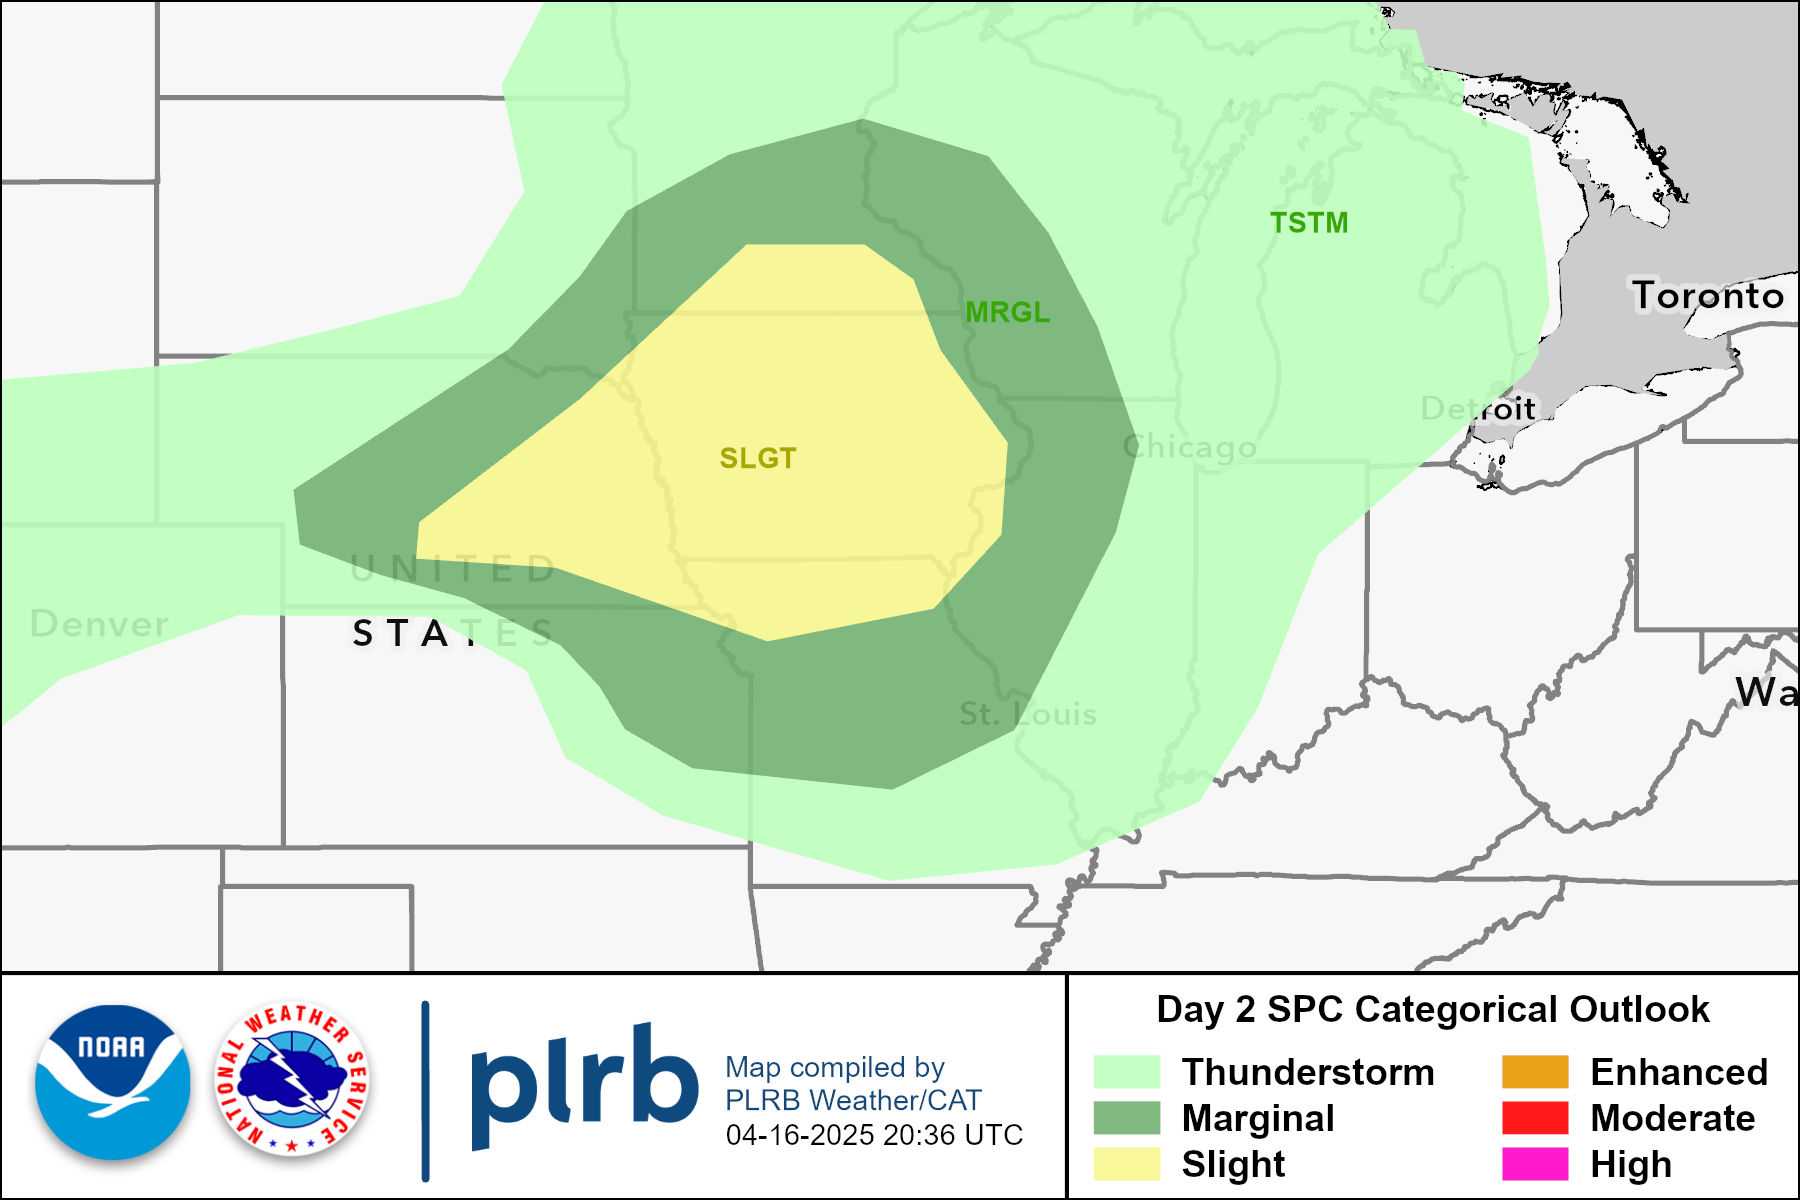 TSTM
Toronto
MRGL
Detroit
Chicago
SLGT
UNITED
STATES
Denver
Wa
St. Louis
NOAA
NATIONAL WEATHER SERVICE
plrb
Map compiled by
PLRB Weather/CAT
04-16-2025 20:36 UTC
Day 2 SPC Categorical Outlook
Thunderstorm
Marginal
Slight
Enhanced
Moderate
High